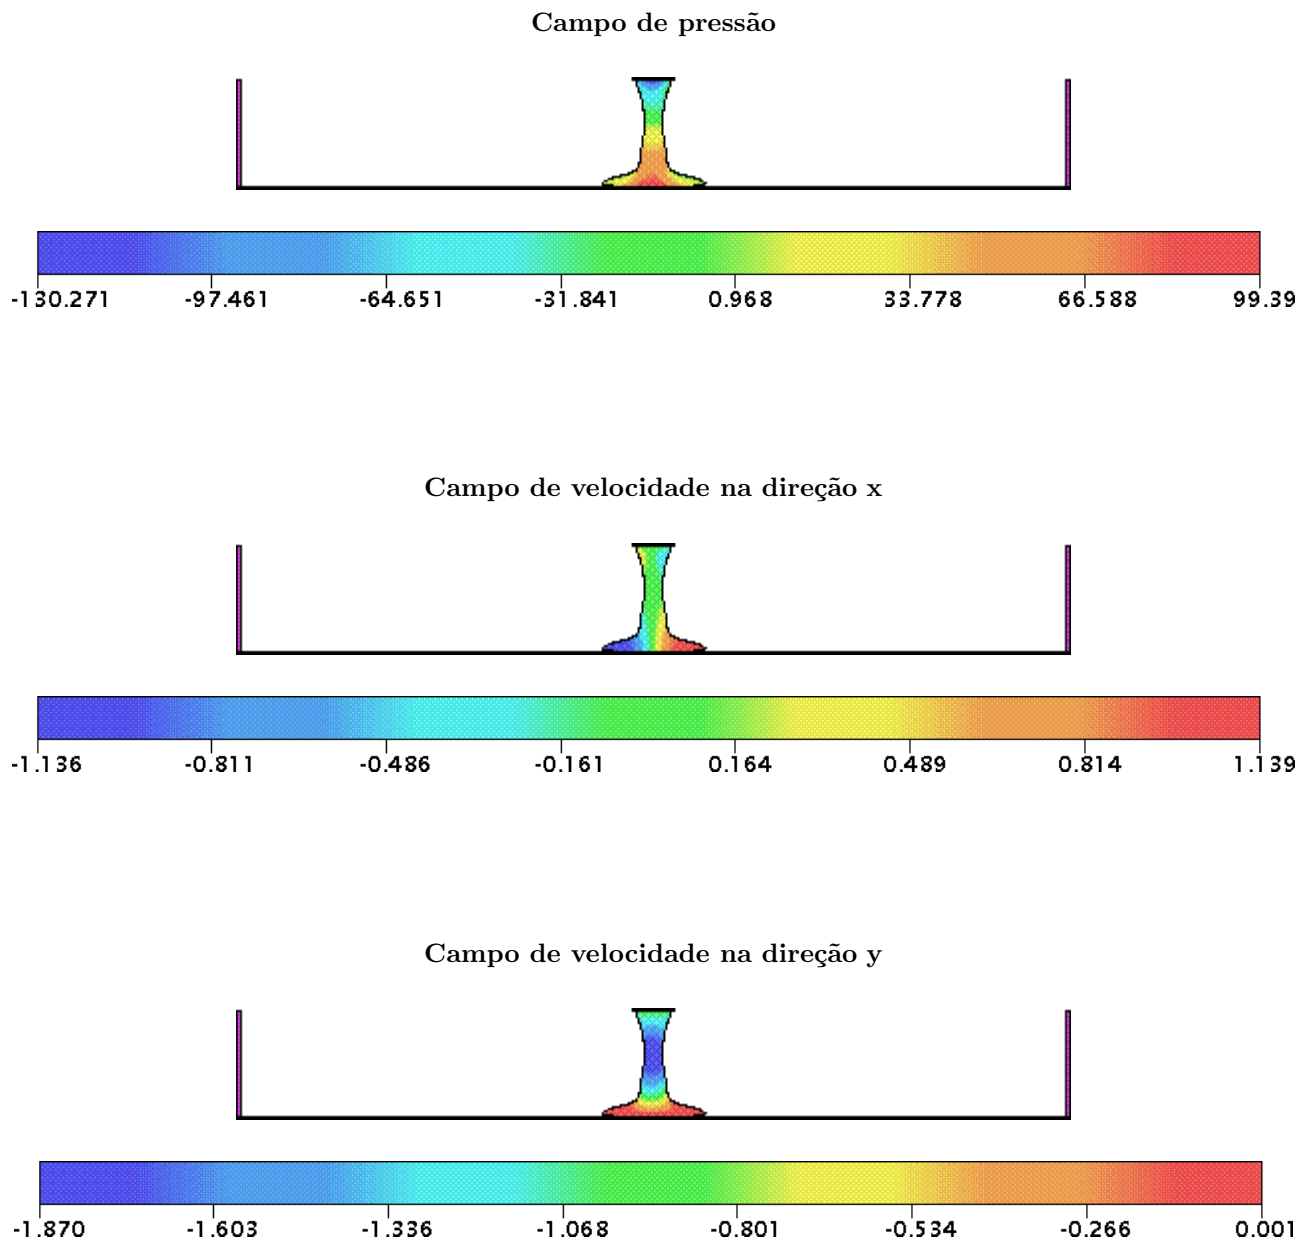 Campo de pressão
-130.271 -97.461 -64.651 -31.841 0.968 33.778 66.588 99.39
Campo de velocidade na direção x
-1.136 -0.811 -0.486 -0.161 0.164 0.489 0.814 1.139
Campo de velocidade na direção y
-1.870 -1.603 -1.336 -1.068 -0.801 -0.534 -0.266 0.001